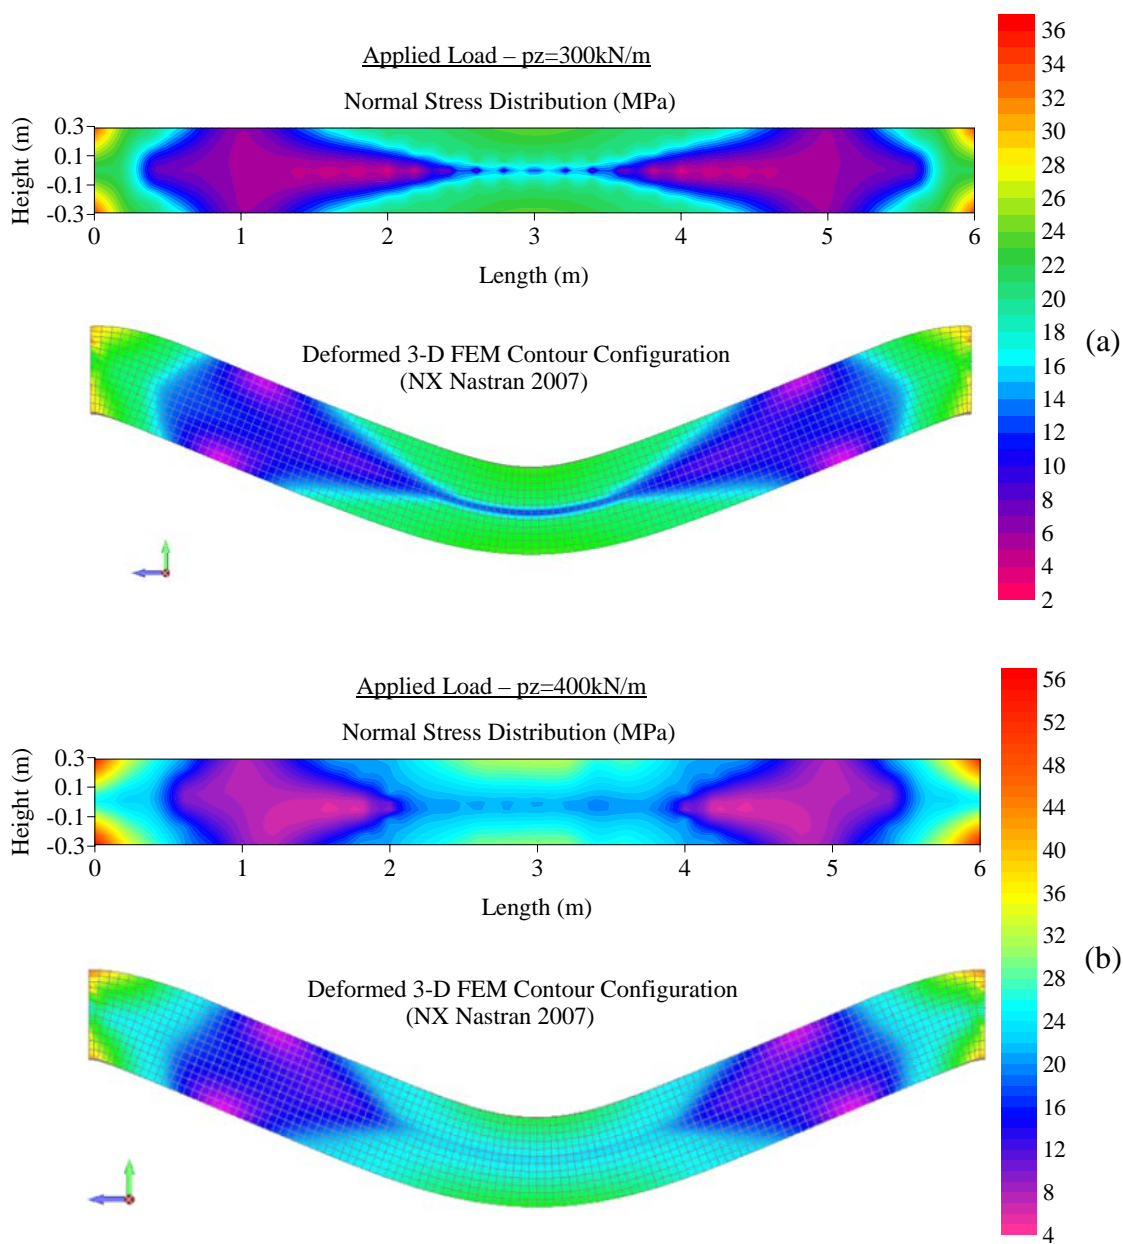 Applied Load – pz=300kN/m
Normal Stress Distribution (MPa)
Height (m)
0.3
0.1
-0.1
-0.3
0 1 2 3 4 5 6
Length (m)
Deformed 3-D FEM Contour Configuration
(NX Nastran 2007)
36
34
32
30
28
26
24
22
20
18
16
14
12
10
8
6
4
2
(a)
Applied Load – pz=400kN/m
Normal Stress Distribution (MPa)
Height (m)
0.3
0.1
-0.1
-0.3
0 1 2 3 4 5 6
Length (m)
Deformed 3-D FEM Contour Configuration
(NX Nastran 2007)
56
52
48
44
40
36
32
28
24
20
16
12
8
4
(b)